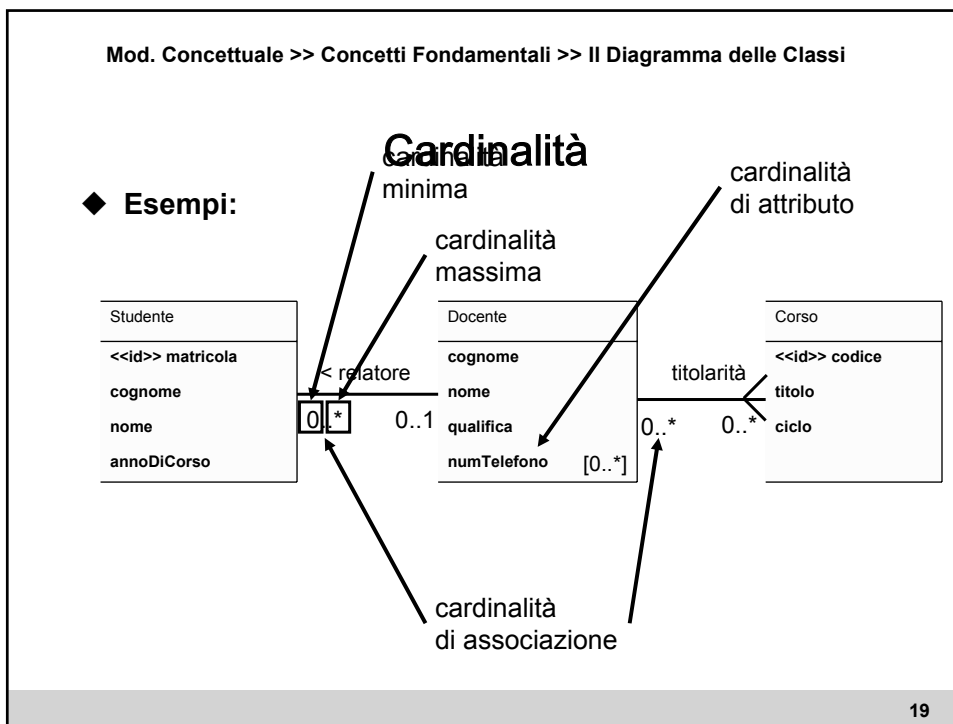 Mod. Concettuale >> Concetti Fondamentali >> Il Diagramma delle Classi
Cardinalità
cardinalità
minima
cardinalità
di attributo
◆ Esempi:
cardinalità
massima
Studente
<<id>> matricola
cognome
nome
annoDiCorso
< relatore
0..*
0..1
Docente
cognome
nome
qualifica
numTelefono [0..*]
titolarità
0..*
0..*
Corso
<<id>> codice
titolo
ciclo
cardinalità
di associazione
19